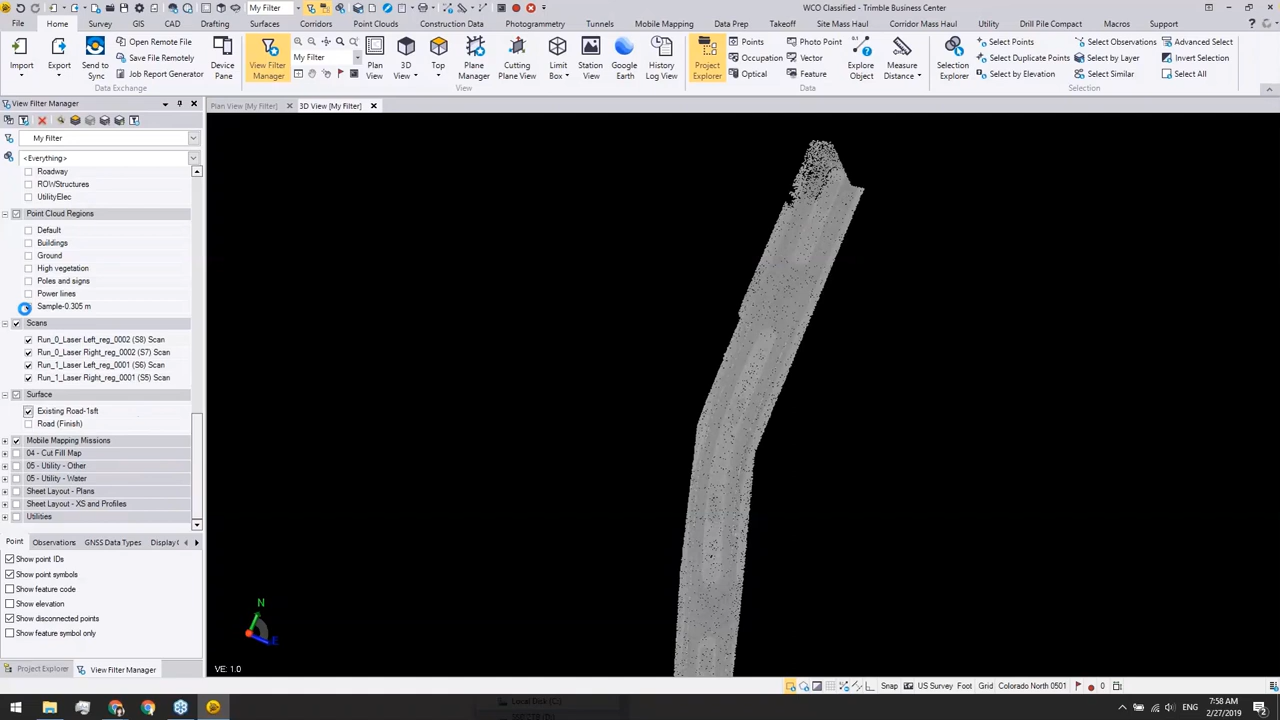 My Filter
WCO Classified - Trimble Business Center
File Home Survey GIS CAD Drafting Surfaces Corridors Point Clouds Construction Data Photogrammetry Tunnels Mobile Mapping Data Prep Takeoff Site Mass Haul Corridor Mass Haul Utility Drill Pile Compact Macros Support
Import
Export
Send to Sync
Open Remote File
Save File Remotely
Job Report Generator
Device Pane
Data Exchange
View Filter Manager
My Filter
Plan View
3D View
Top
Plane Manager
Cutting Plane View
Limit Box
Station View
Google Earth
History Log View
View
Project Explorer
Points
Occupation
Optical
Photo Point
Vector
Feature
Explore Object
Measure Distance
Data
Selection Explorer
Select Points
Select Duplicate Points
Select by Elevation
Select Observations
Select by Layer
Select Similar
Advanced Select
Invert Selection
Select All
Selection
View Filter Manager
Plan View [My Filter]
3D View [My Filter]
My Filter
<Everything>
Roadway
ROWStructures
UtilityElec
Point Cloud Regions
Default
Buildings
Ground
High vegetation
Poles and signs
Power lines
Sample-0.305 m
Scans
Run_0_Laser Left_reg_0002 (S8) Scan
Run_0_Laser Right_reg_0002 (S7) Scan
Run_1_Laser Left_reg_0001 (S6) Scan
Run_1_Laser Right_reg_0001 (S5) Scan
Surface
Existing Road-1sft
Road (Finish)
Mobile Mapping Missions
04 - Cut Fill Map
05 - Utility - Other
05 - Utility - Water
Sheet Layout - Plans
Sheet Layout - XS and Profiles
Utilities
Point Observations GNSS Data Types Display
Show point IDs
Show point symbols
Show feature code
Show elevation
Show disconnected points
Show feature symbol only
N
E
VE: 1.0
Project Explorer View Filter Manager
Snap US Survey Foot Grid Colorado North 0501 0
Local Disk (C:)
ENG
7:58 AM
2/27/2019
2